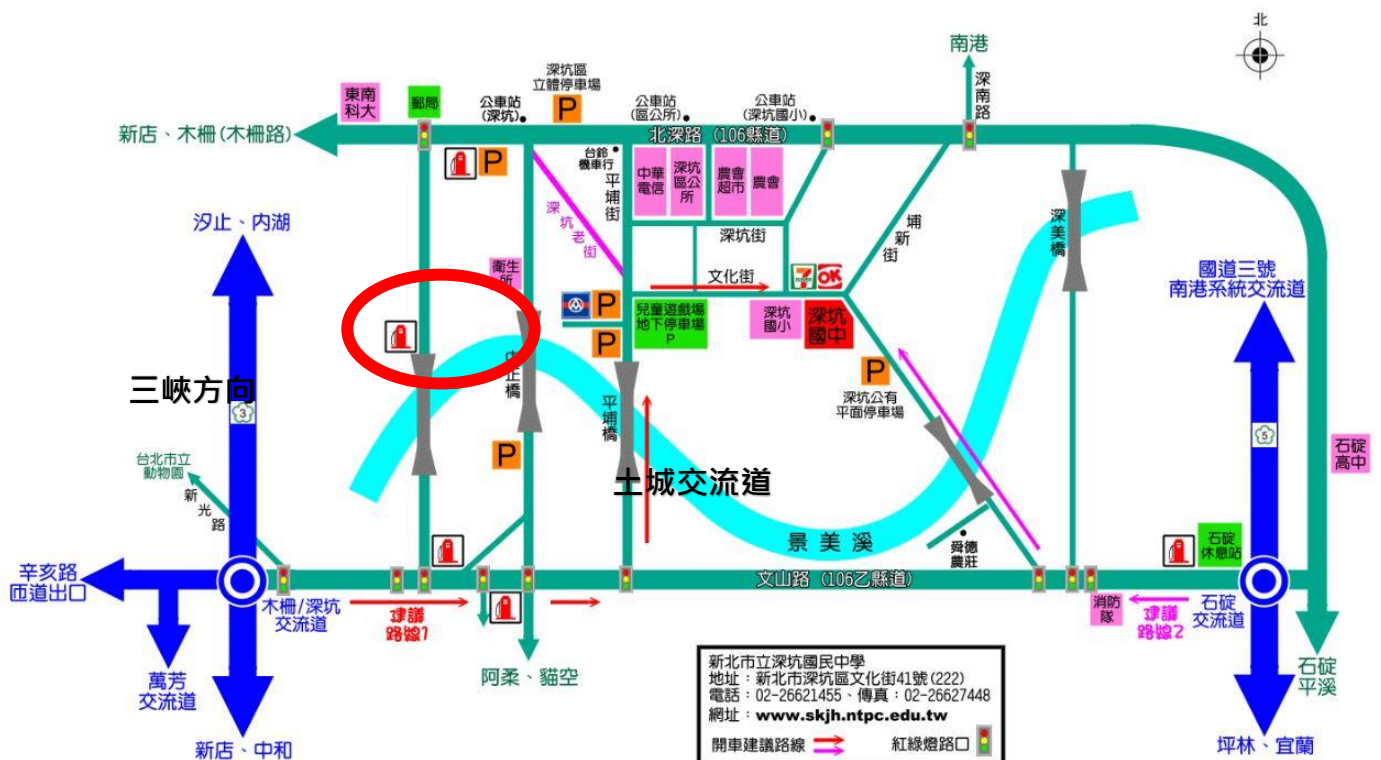 北
南港
深南路
深坑區
立體停車場
P
東南
科大
郵局
公車站
(深坑)
公車站
(區公所)
公車站
(深坑國小)
新店、木柵(木柵路)
北深路 (106縣道)
P
台鈴
機車行
平埔街
中華
電信
深坑
區公
所
農會
超市
農會
深坑老街
深坑街
埔新街
深美橋
汐止、內湖
衛生
所
文化街
7
ELEVEN
OK
國道三號
南港系統交流道
P
兒童遊戲場
地下停車場
P
深坑
國小
深坑
國中
P
中正橋
P
深坑公有
平面停車場
三峽方向
3
平埔橋
5
石碇
高中
台北市立
動物園
新光路
P
土城交流道
景美溪
舜德
農莊
石碇
休息站
辛亥路
匝道出口
文山路 (106乙縣道)
木柵/深坑
交流道
建議
路線1
消防
隊
建議
路線2
石碇
交流道
萬芳
交流道
阿柔、貓空
石碇
平溪
新店、中和
坪林、宜蘭
新北市立深坑國民中學
地址：新北市深坑區文化街41號(222)
電話：02-26621455、傳真：02-26627448
網址：www.skjh.ntpc.edu.tw
開車建議路線
紅綠燈路口